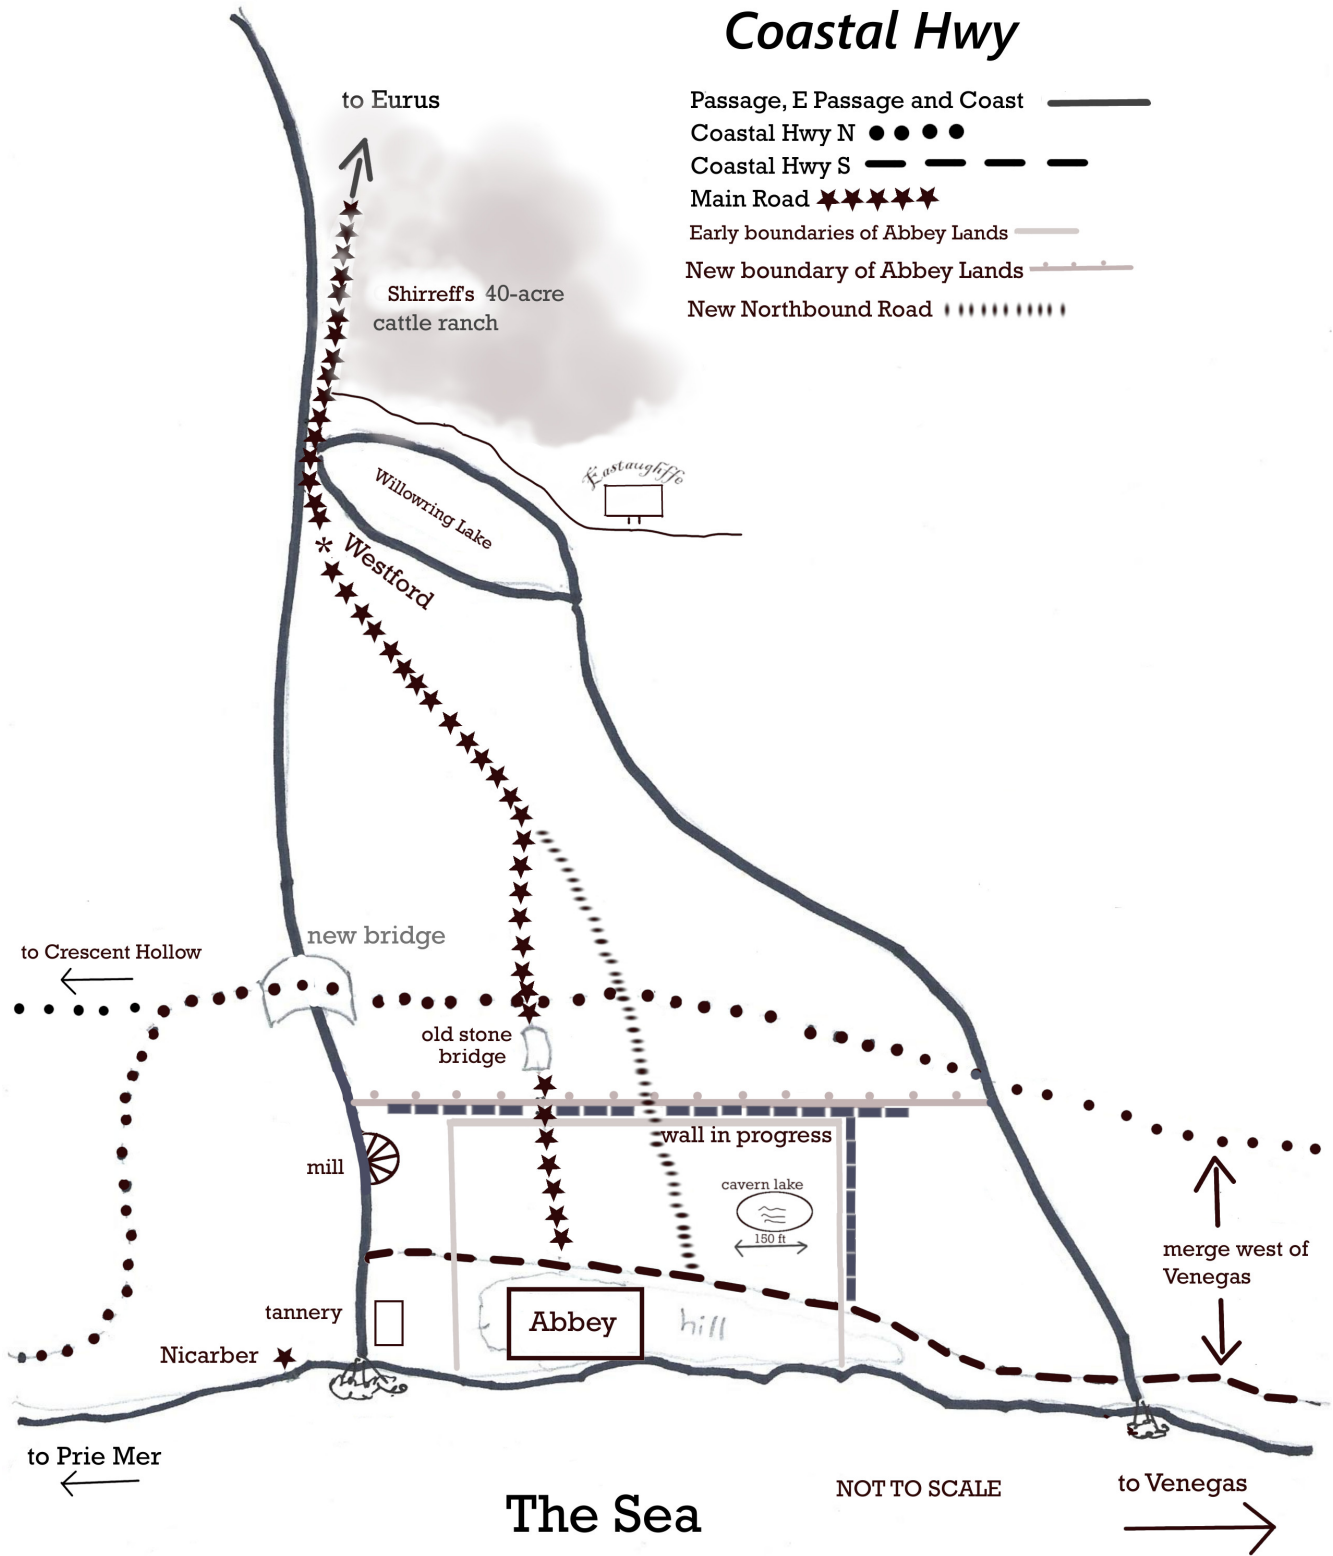 Coastal Hwy
to Eurus
Passage, E Passage and Coast
Coastal Hwy N
Coastal Hwy S
Main Road
Early boundaries of Abbey Lands
New boundary of Abbey Lands
New Northbound Road
Shirreff's 40-acre
cattle ranch
Eastaughffe
Willowring Lake
* Westford
new bridge
to Crescent Hollow
old stone
bridge
wall in progress
mill
cavern lake
150 ft
merge west of
Venegas
tannery
Abbey
hill
Nicarber
to Prie Mer
NOT TO SCALE
to Venegas
The Sea